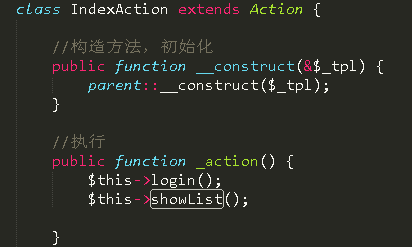 class IndexAction extends Action {
//构造方法，初始化
public function __construct(&$_tpl) {
parent::__construct($_tpl);
}
//执行
public function _action() {
$this->login();
$this->showList();
}